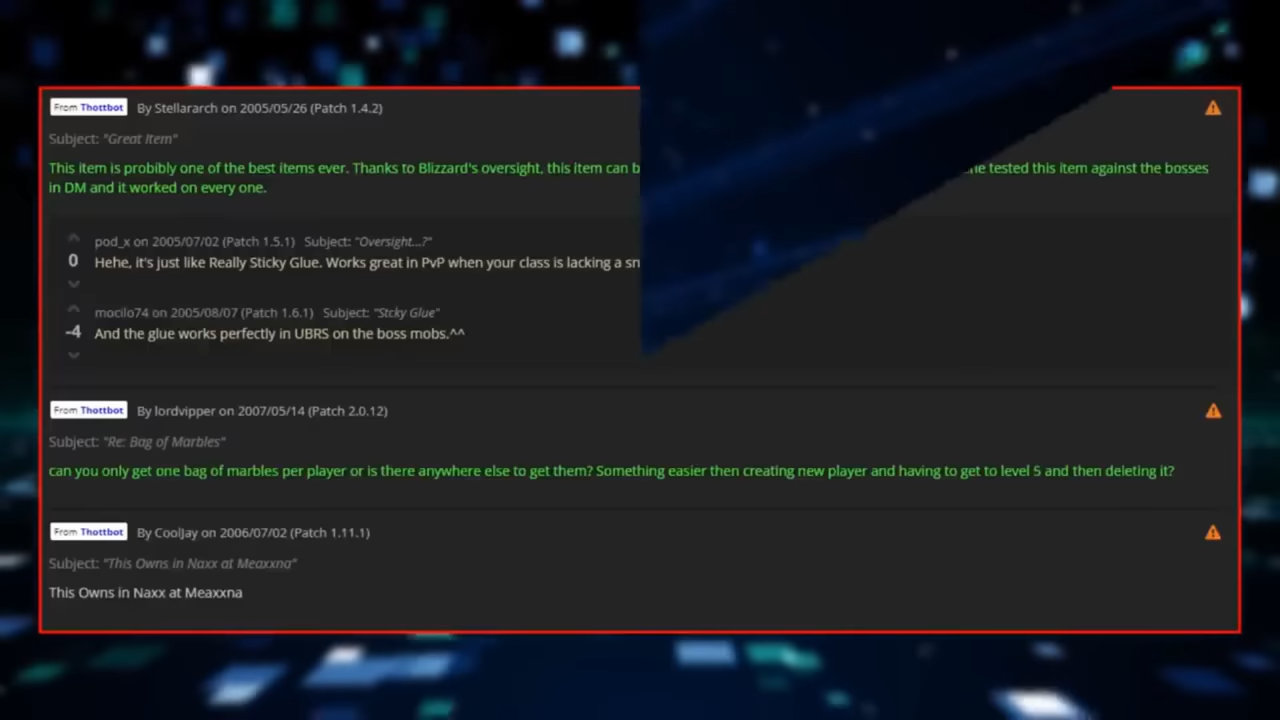 From Thottbot By Stellararch on 2005/05/26 (Patch 1.4.2)
Subject: "Great Item"
This item is probibly one of the best items ever. Thanks to Blizzard's oversight, this item can b tested this item against the bosses
in DM and it worked on every one.
pod_x on 2005/07/02 (Patch 1.5.1) Subject: "Oversight...?"
0 Hehe, it's just like Really Sticky Glue. Works great in PvP when your class is lacking a sn
mocilo74 on 2005/08/07 (Patch 1.6.1) Subject: "Stcky Glue"
-4 And the glue works perfectly in UBRS on the boss mobs.^^
From Thottbot By lordvipper on 2007/05/14 (Patch 2.0.12)
Subject: "Re: Bag of Marbles"
can you only get one bag of marbles per player or is there anywhere else to get them? Something easier then creating new player and having to get to level 5 and then deleting it?
From Thottbot By CoolJay on 2006/07/02 (Patch 1.11.1)
Subject: "This Owns in Naxx at Meaxxna"
This Owns in Naxx at Meaxxna